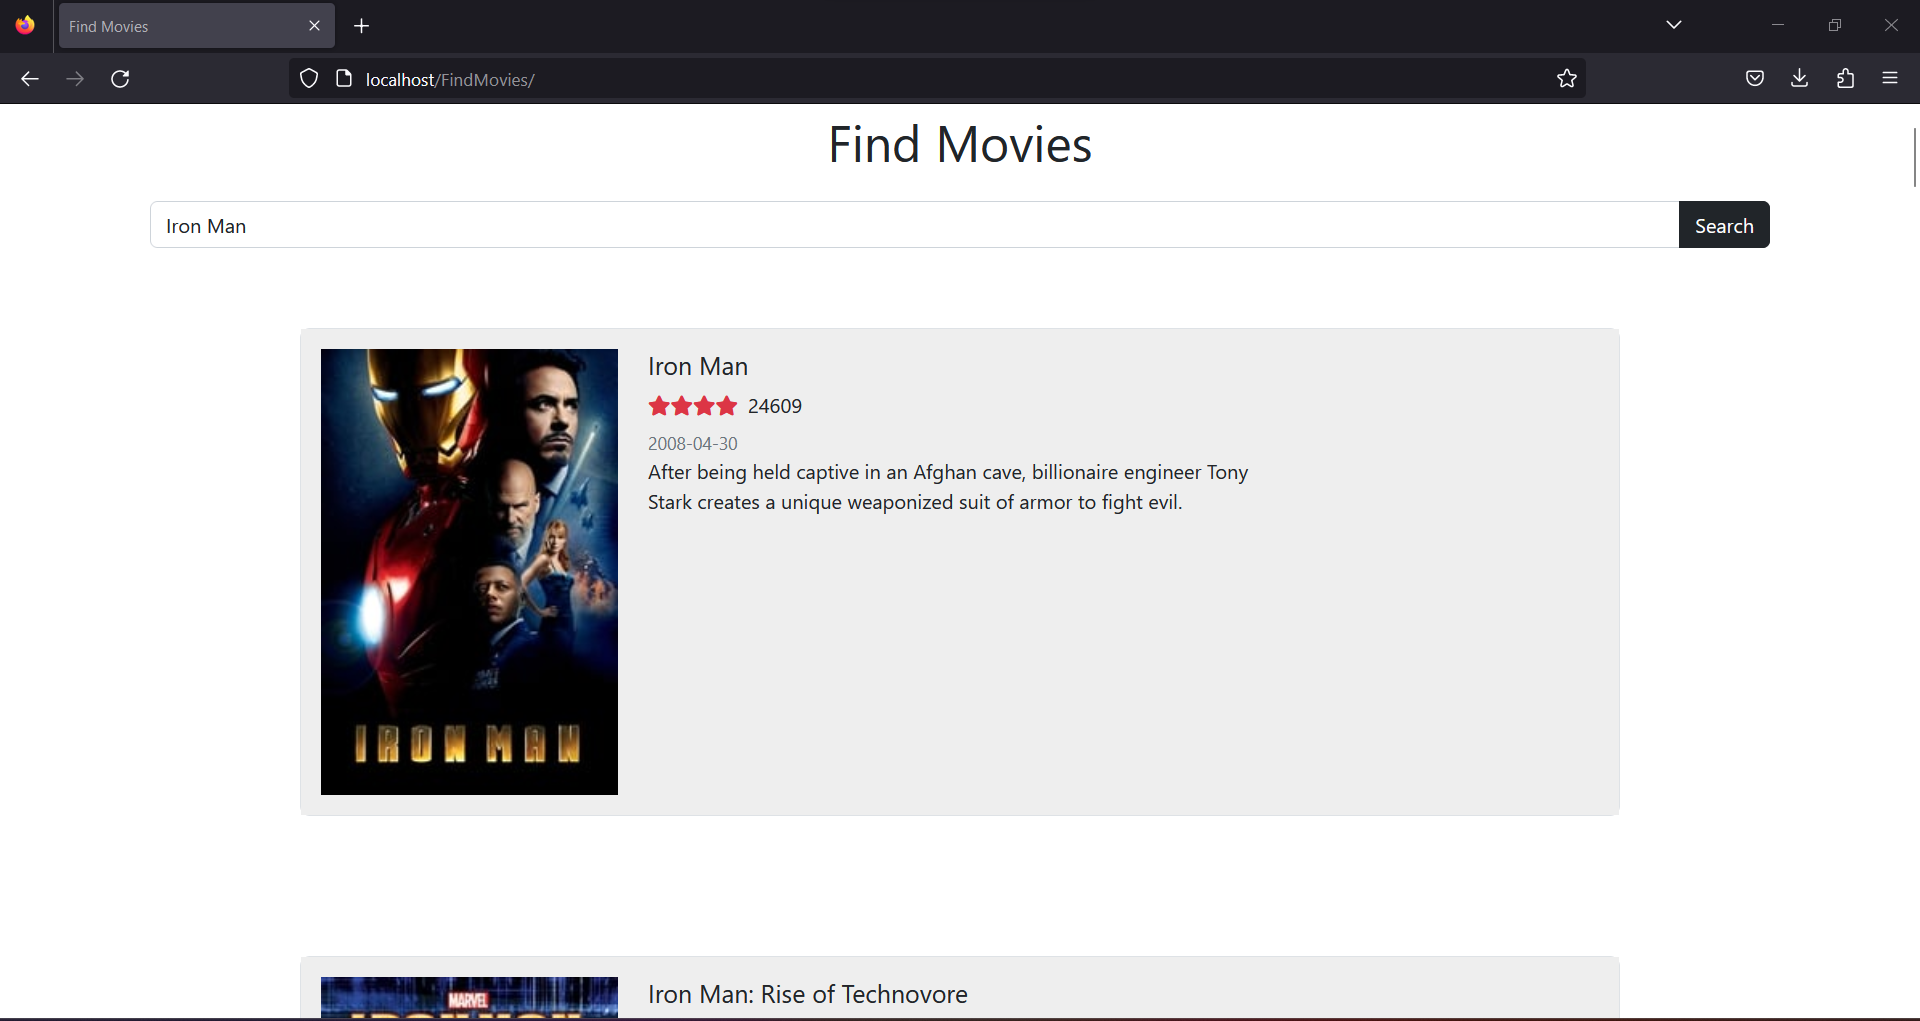 Find Movies
localhost/FindMovies/
Find Movies
Iron Man
Search
Iron Man
24609
2008-04-30
After being held captive in an Afghan cave, billionaire engineer Tony
Stark creates a unique weaponized suit of armor to fight evil.
IRON MAN
Iron Man: Rise of Technovore
MARVEL